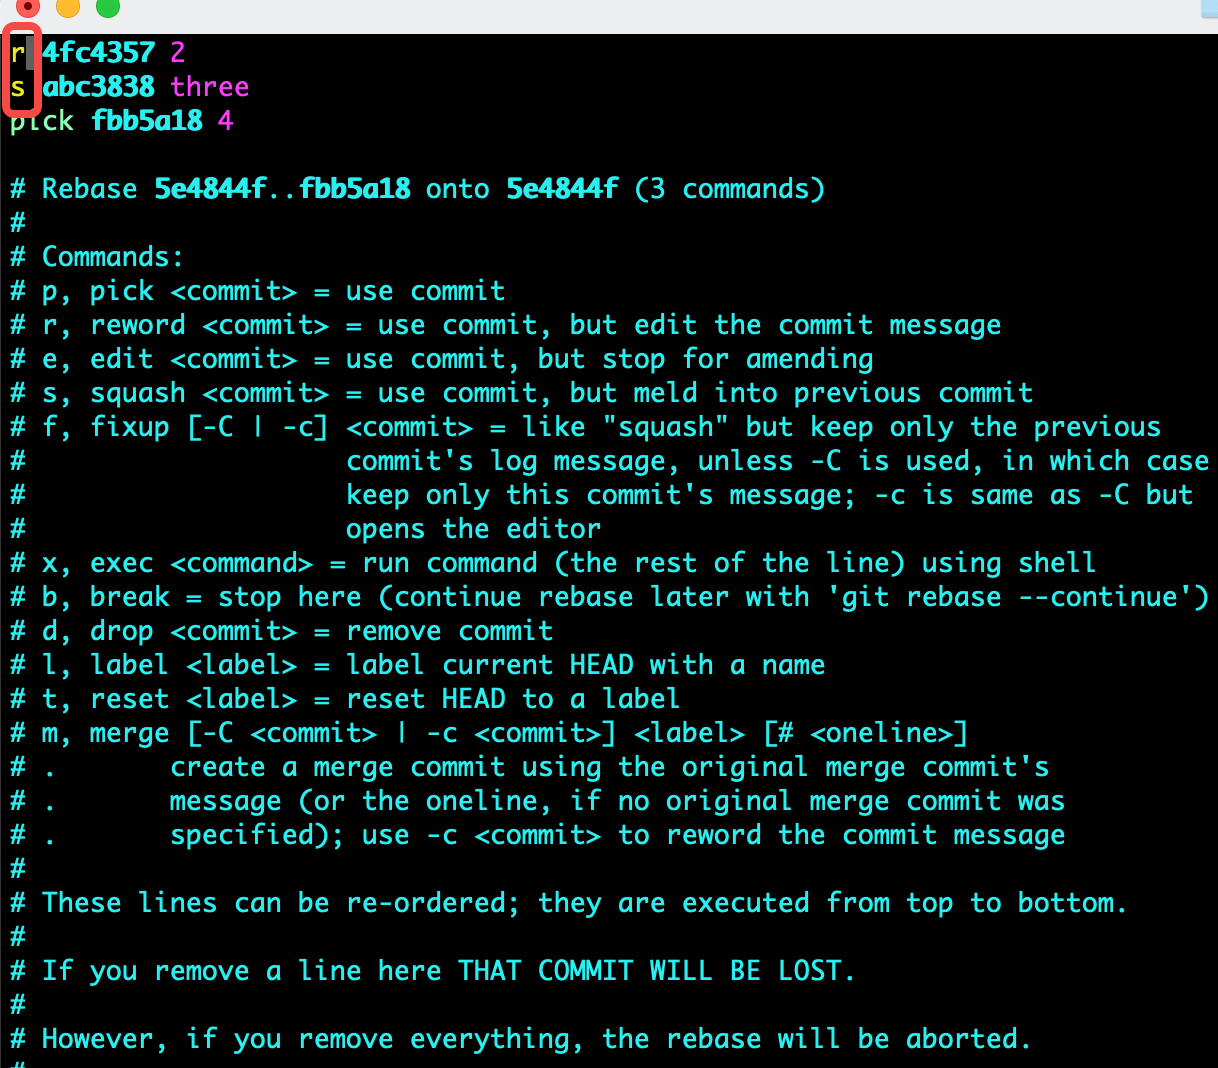 r 4fc4357 2
s abc3838 three
pick fbb5a18 4
# Rebase 5e4844f..fbb5a18 onto 5e4844f (3 commands)
#
# Commands:
# p, pick <commit> = use commit
# r, reword <commit> = use commit, but edit the commit message
# e, edit <commit> = use commit, but stop for amending
# s, squash <commit> = use commit, but meld into previous commit
# f, fixup [-C | -c] <commit> = like "squash" but keep only the previous
#                    commit's log message, unless -C is used, in which case
#                    keep only this commit's message; -c is same as -C but
#                    opens the editor
# x, exec <command> = run command (the rest of the line) using shell
# b, break = stop here (continue rebase later with 'git rebase --continue')
# d, drop <commit> = remove commit
# l, label <label> = label current HEAD with a name
# t, reset <label> = reset HEAD to a label
# m, merge [-C <commit> | -c <commit>] <label> [# <oneline>]
# .       create a merge commit using the original merge commit's
# .       message (or the oneline, if no original merge commit was
# .       specified); use -c <commit> to reword the commit message
#
# These lines can be re-ordered; they are executed from top to bottom.
#
# If you remove a line here THAT COMMIT WILL BE LOST.
#
# However, if you remove everything, the rebase will be aborted.
#